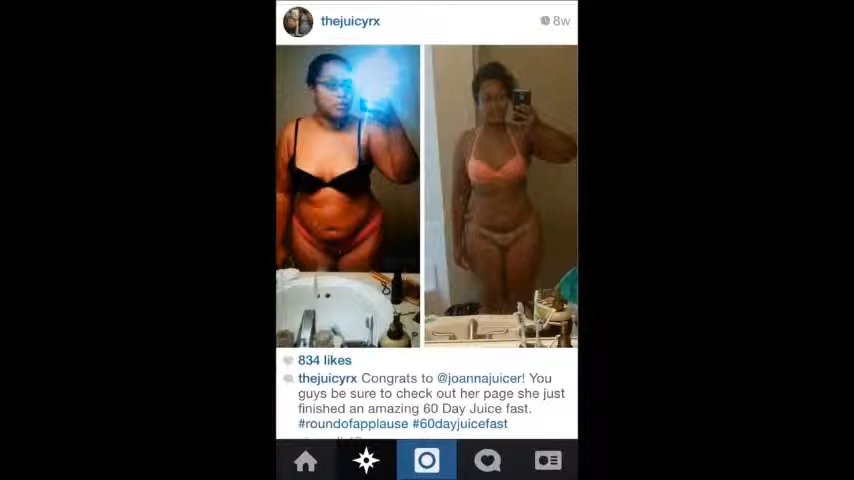 thejuicyrx
8w
834 likes
thejuicyrx Congrats to @joannajuicer! You
guys be sure to check out her page she just
finished an amazing 60 Day Juice fast.
#roundofapplause #60dayjuicefast